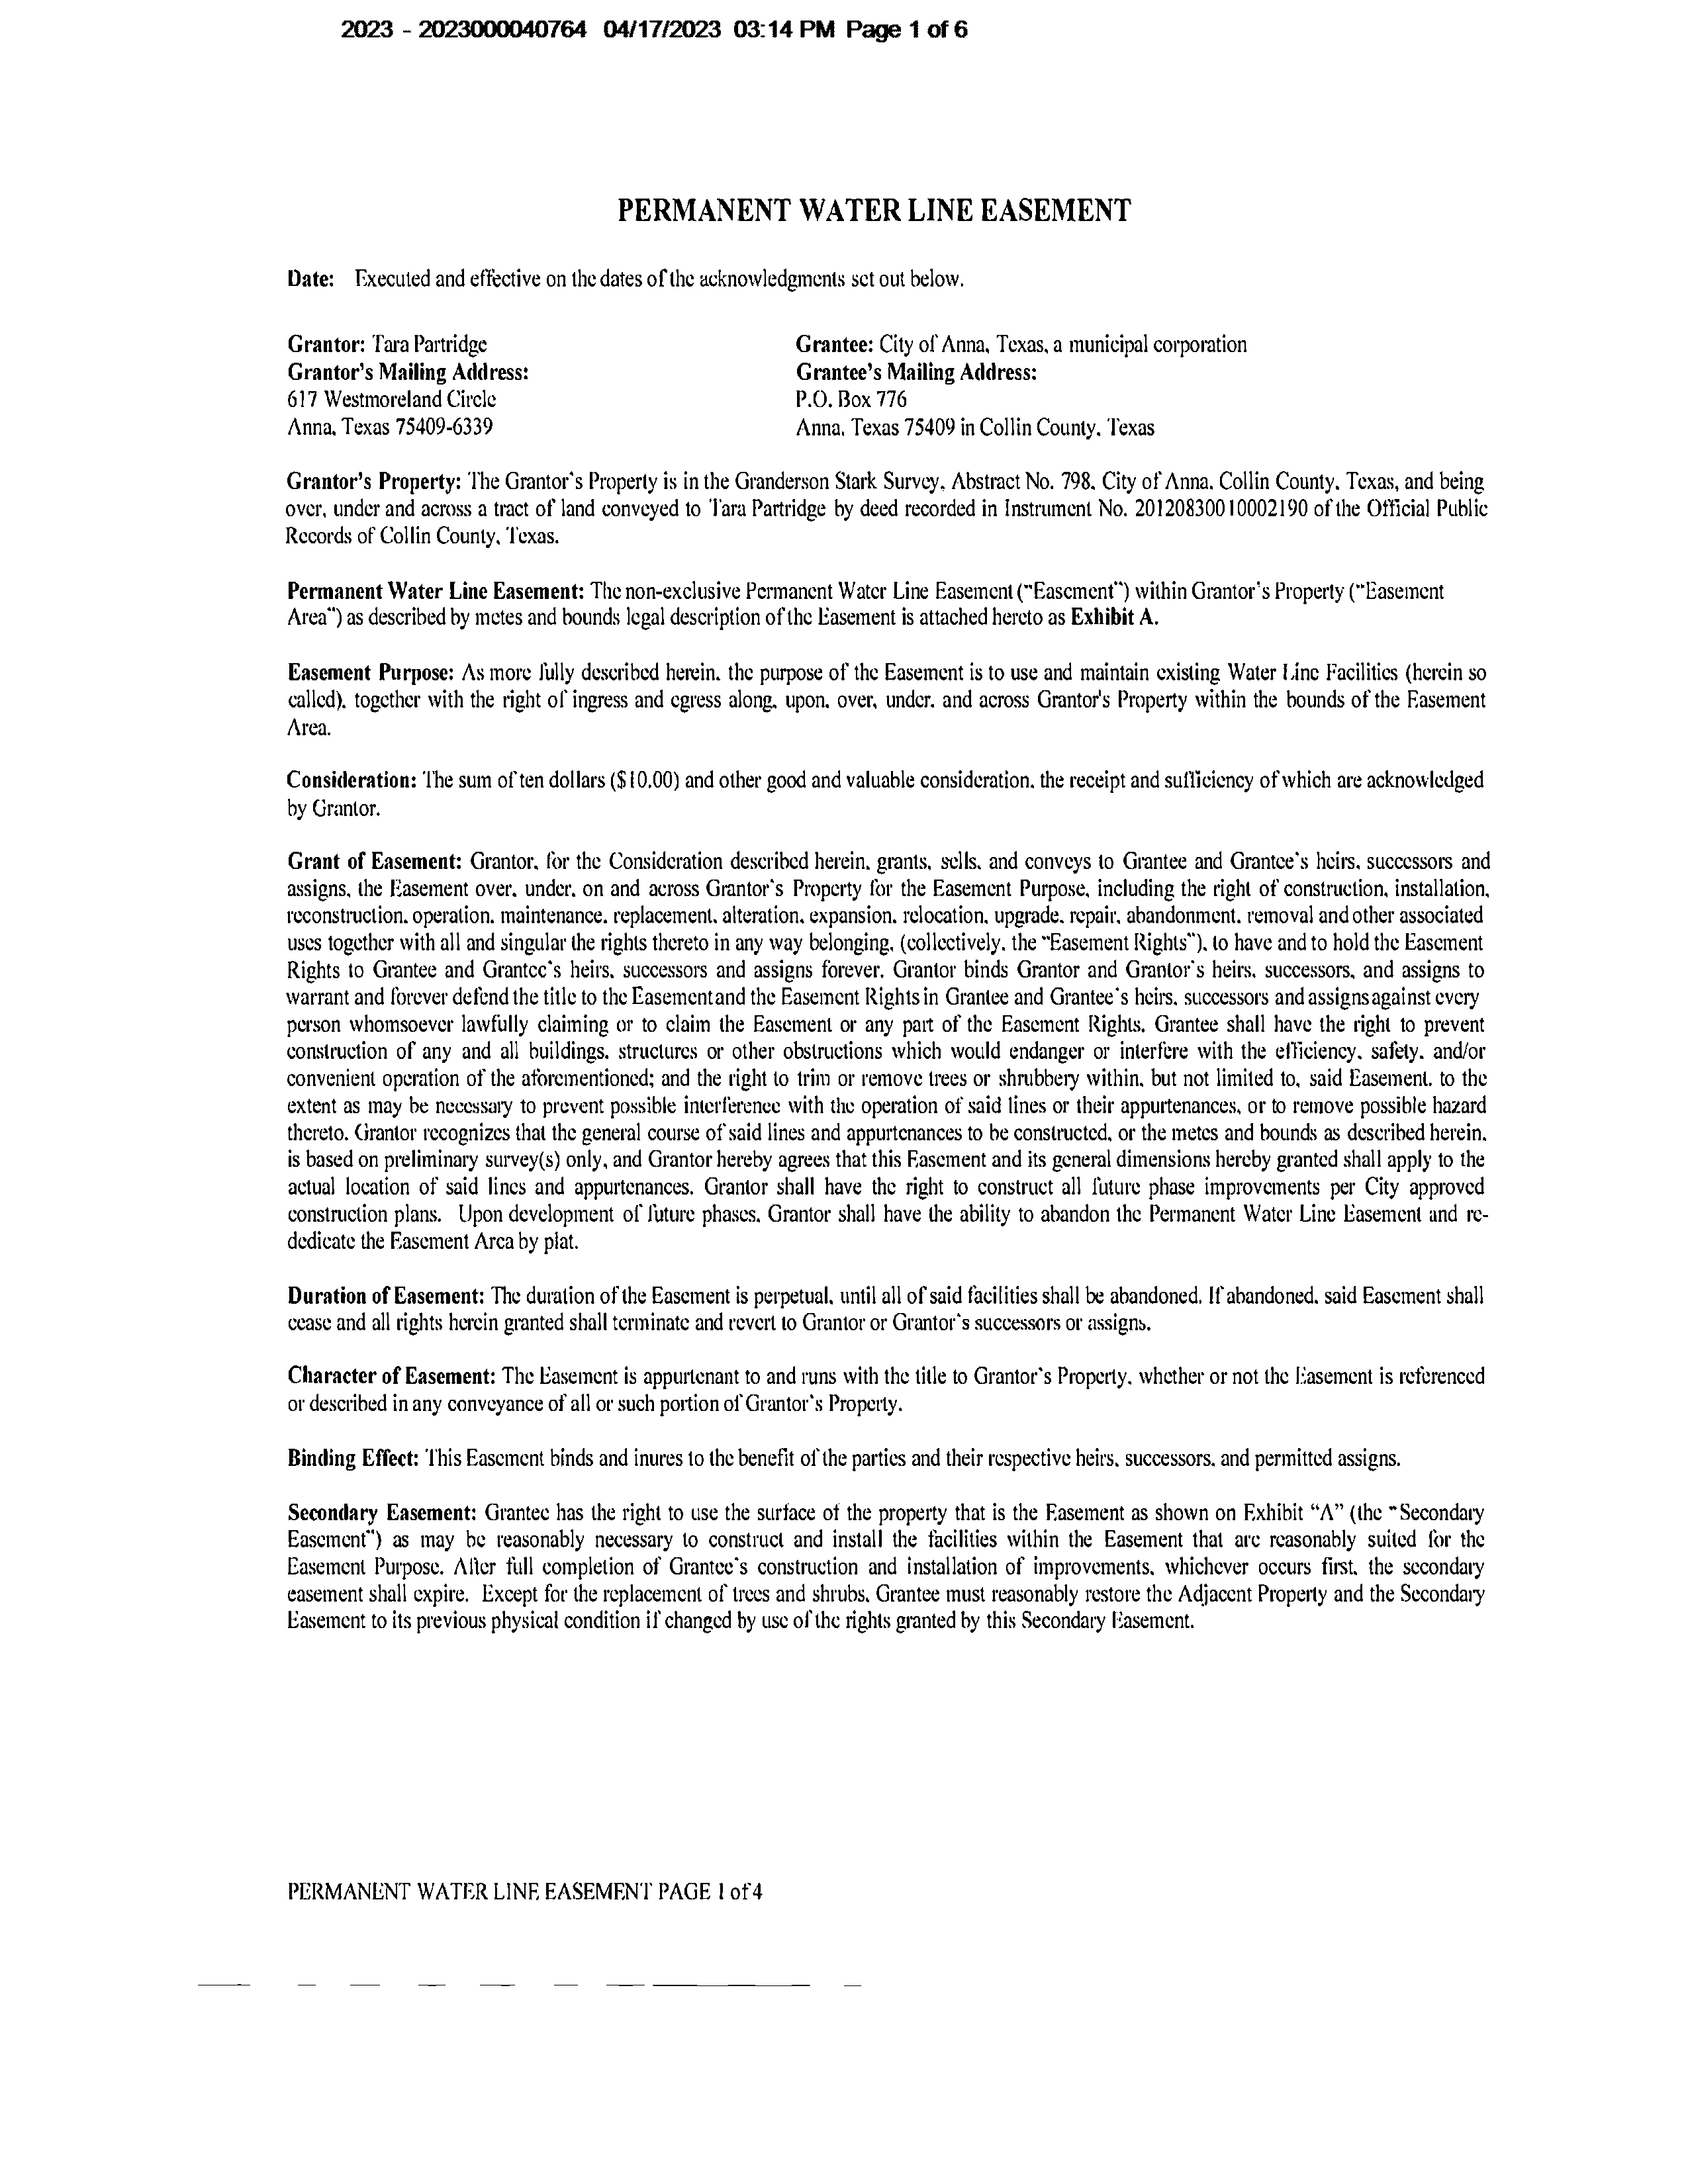 2023 - 2023000040764 04/17/2023 03:14 PM Page 1 of 6
PERMANENT WATER LINE EASEMENT
Date: Executed and effective on the dates of the acknowledgments set out below.
Grantor: Tara Partridge
Grantor's Mailing Address:
617 Westmoreland Circle
Anna, Texas 75409-6339
Grantee: City of Anna, Texas, a municipal corporation
Grantee's Mailing Address:
P.O. Box 776
Anna, Texas 75409 in Collin County, Texas
Grantor's Property: The Grantor's Property is in the Granderson Stark Survey, Abstract No. 798, City of Anna, Collin County, Texas, and being
over, under and across a tract of land conveyed to Tara Partridge by deed recorded in Instrument No. 20120830010002190 of the Official Public
Records of Collin County, Texas.
Permanent Water Line Easement: The non-exclusive Permanent Water Line Easement ("Easement") within Grantor's Property ("Easement
Area") as described by metes and bounds legal description of the Easement is attached hereto as Exhibit A.
Easement Purpose: As more fully described herein, the purpose of the Easement is to use and maintain existing Water Line Facilities (herein so
called), together with the right of ingress and egress along, upon, over, under, and across Grantor's Property within the bounds of the Easement
Area.
Consideration: The sum of ten dollars ($10.00) and other good and valuable consideration, the receipt and sufficiency of which are acknowledged
by Grantor.
Grant of Easement: Grantor, for the Consideration described herein, grants, sells, and conveys to Grantee and Grantee's heirs, successors and
assigns, the Easement over, under, on and across Grantor's Property for the Easement Purpose, including the right of construction, installation,
reconstruction, operation, maintenance, replacement, alteration, expansion, relocation, upgrade, repair, abandonment, removal and other associated
uses together with all and singular the rights thereto in any way belonging, (collectively, the "Easement Rights"), to have and to hold the Easement
Rights to Grantee and Grantee's heirs, successors and assigns forever. Grantor binds Grantor and Grantor's heirs, successors, and assigns to
warrant and forever defend the title to the Easement and the Easement Rights in Grantee and Grantee's heirs, successors and assigns against every
person whomsoever lawfully claiming or to claim the Easement or any part of the Easement Rights. Grantee shall have the right to prevent
construction of any and all buildings, structures or other obstructions which would endanger or interfere with the efficiency, safety, and/or
convenient operation of the aforementioned; and the right to trim or remove trees or shrubbery within, but not limited to, said Easement, to the
extent as may be necessary to prevent possible interference with the operation of said lines or their appurtenances, or to remove possible hazard
thereto. Grantor recognizes that the general course of said lines and appurtenances to be constructed, or the metes and bounds as described herein,
is based on preliminary survey(s) only, and Grantor hereby agrees that this Easement and its general dimensions hereby granted shall apply to the
actual location of said lines and appurtenances. Grantor shall have the right to construct all future phase improvements per City approved
construction plans. Upon development of future phases, Grantor shall have the ability to abandon the Permanent Water Line Easement and re-
dedicate the Easement Area by plat.
Duration of Easement: The duration of the Easement is perpetual, until all of said facilities shall be abandoned. If abandoned, said Easement shall
cease and all rights herein granted shall terminate and revert to Grantor or Grantor's successors or assigns.
Character of Easement: The Easement is appurtenant to and runs with the title to Grantor's Property, whether or not the Easement is referenced
or described in any conveyance of all or such portion of Grantor's Property.
Binding Effect: This Easement binds and inures to the benefit of the parties and their respective heirs, successors, and permitted assigns.
Secondary Easement: Grantee has the right to use the surface of the property that is the Easement as shown on Exhibit "A" (the "Secondary
Easement") as may be reasonably necessary to construct and install the facilities within the Easement that are reasonably suited for the
Easement Purpose. After full completion of Grantee's construction and installation of improvements, whichever occurs first, the secondary
easement shall expire. Except for the replacement of trees and shrubs, Grantee must reasonably restore the Adjacent Property and the Secondary
Easement to its previous physical condition if changed by use of the rights granted by this Secondary Easement.
PERMANENT WATER LINE EASEMENT PAGE 1 of 4